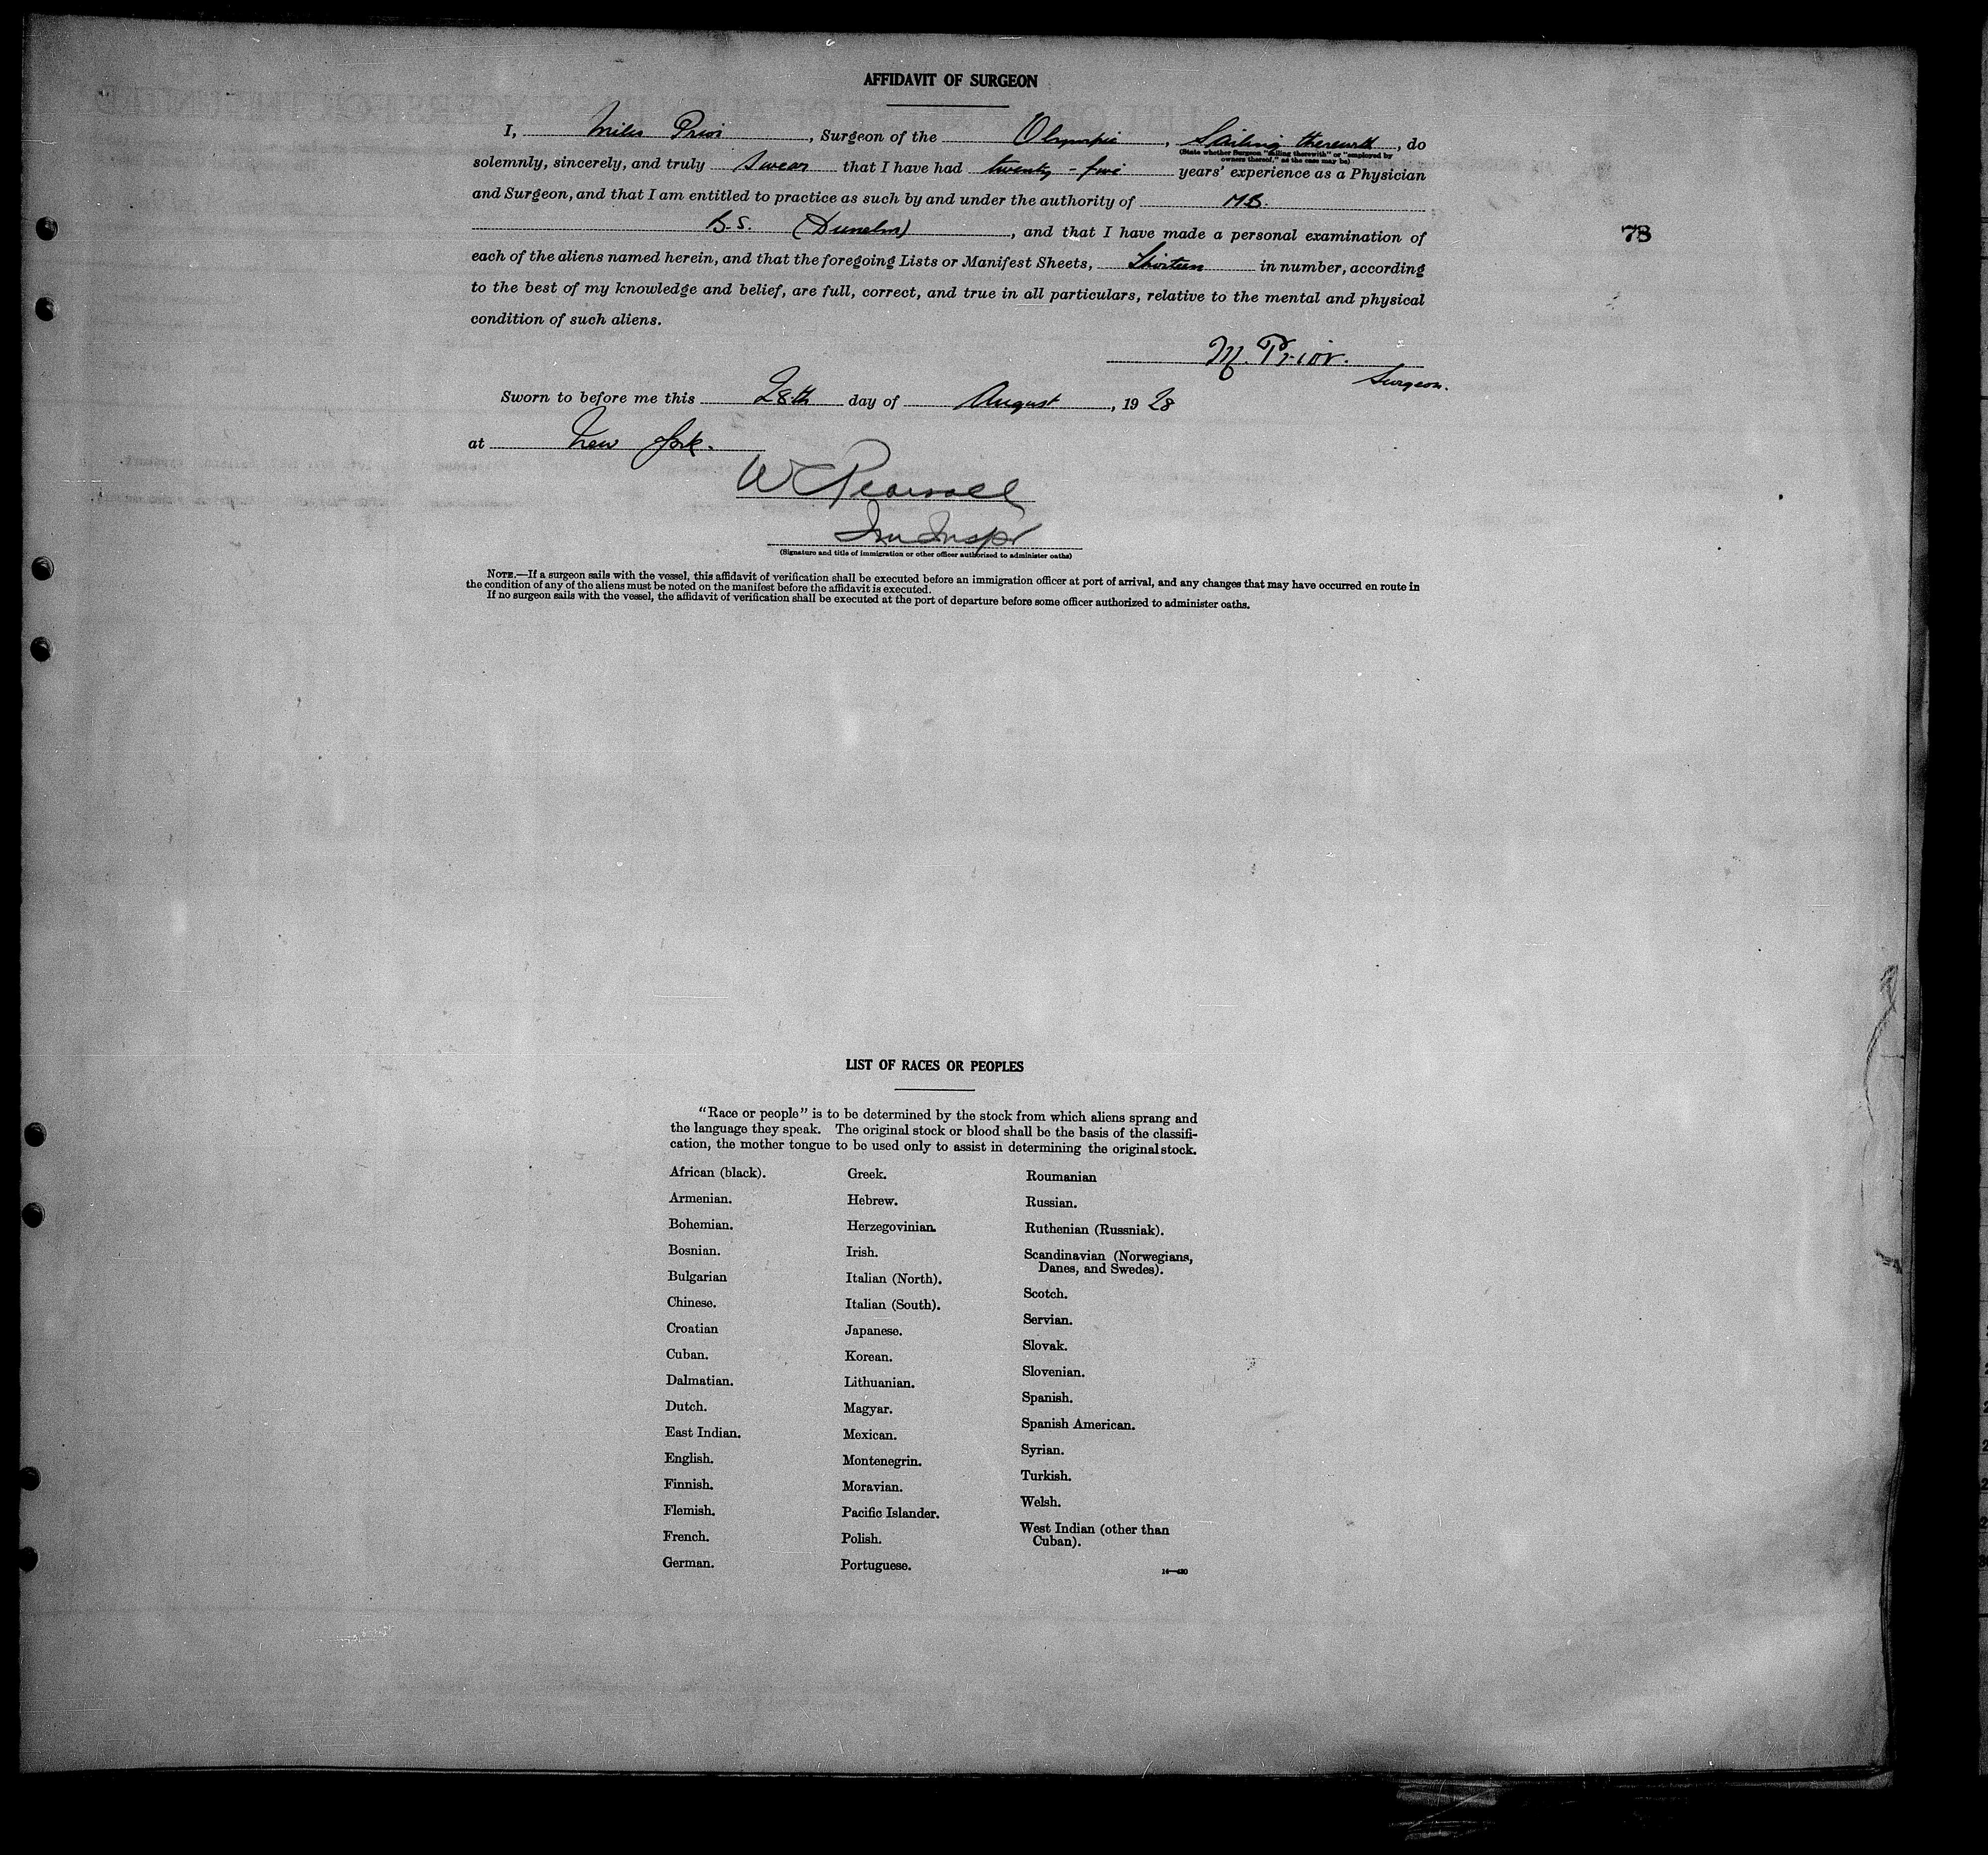 AFFIDAVIT OF SURGEON
I, Miles Prior, Surgeon of the Olympic, Sailing therewith, do
(State whether Surgeon "sailing therewith" or "employed by
owners thereof," as the case may be)
solemnly, sincerely, and truly swear that I have had twenty-five years' experience as a Physician
and Surgeon, and that I am entitled to practice as such by and under the authority of M.B.
B.S. (Dunelm), and that I have made a personal examination of
78
each of the aliens named herein, and that the foregoing Lists or Manifest Sheets, Thirteen in number, according
to the best of my knowledge and belief, are full, correct, and true in all particulars, relative to the mental and physical
condition of such aliens.
M. Prior.
Surgeon.
Sworn to before me this 28th day of August, 1928
at New York.
W C Pearsall
Im Inspr
(Signature and title of immigration or other officer authorized to administer oaths)
NOTE.—If a surgeon sails with the vessel, this affidavit of verification shall be executed before an immigration officer at port of arrival, and any changes that may have occurred en route in
the condition of any of the aliens must be noted on the manifest before the affidavit is executed.
If no surgeon sails with the vessel, the affidavit of verification shall be executed at the port of departure before some officer authorized to administer oaths.
LIST OF RACES OR PEOPLES
"Race or people" is to be determined by the stock from which aliens sprang and
the language they speak. The original stock or blood shall be the basis of the classifi-
cation, the mother tongue to be used only to assist in determining the original stock.
African (black).
Armenian.
Bohemian.
Bosnian.
Bulgarian
Chinese.
Croatian
Cuban.
Dalmatian.
Dutch.
East Indian.
English.
Finnish.
Flemish.
French.
German.
Greek.
Hebrew.
Herzegovinian.
Irish.
Italian (North).
Italian (South).
Japanese.
Korean.
Lithuanian.
Magyar.
Mexican.
Montenegrin.
Moravian.
Pacific Islander.
Polish.
Portuguese.
Roumanian
Russian.
Ruthenian (Russniak).
Scandinavian (Norwegians,
Danes, and Swedes).
Scotch.
Servian.
Slovak.
Slovenian.
Spanish.
Spanish American.
Syrian.
Turkish.
Welsh.
West Indian (other than
Cuban).
14—430